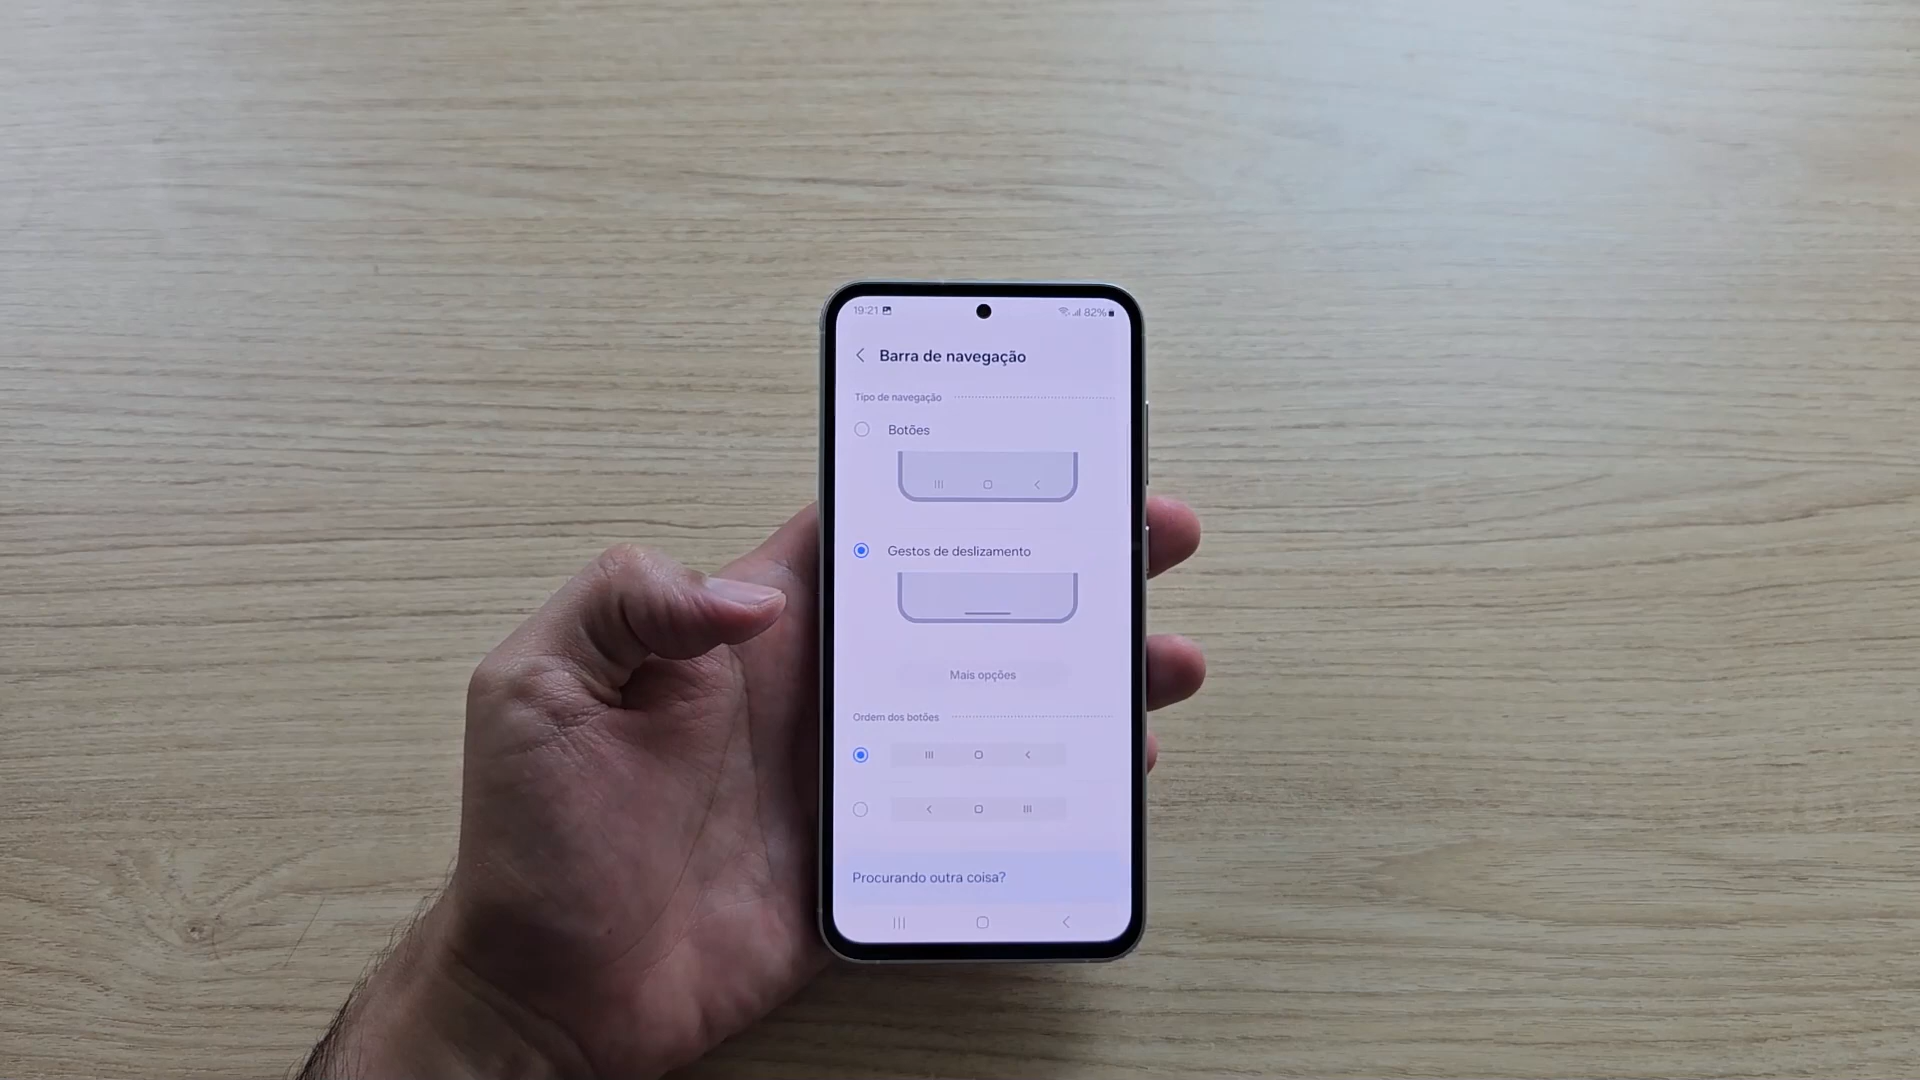 19:21 82%
Barra de navegação
Tipo de navegação
Botões
Gestos de deslizamento
Mais opções
Ordem dos botões
Procurando outra coisa?